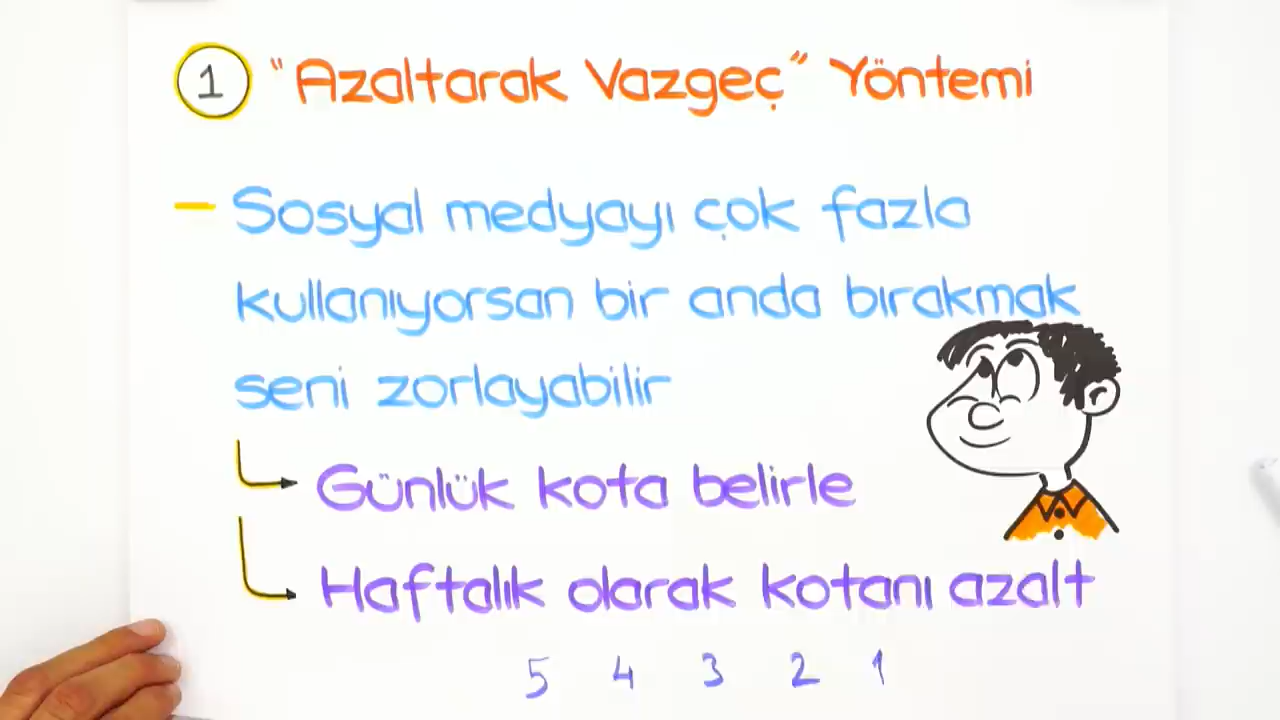 1 "Azaltarak Vazgeç" Yöntemi
- Sosyal medyayı çok fazla
kullanıyorsan bir anda bırakmak
seni zorlayabilir
Günlük kota belirle
Haftalık olarak kotanı azalt
5 4 3 2 1